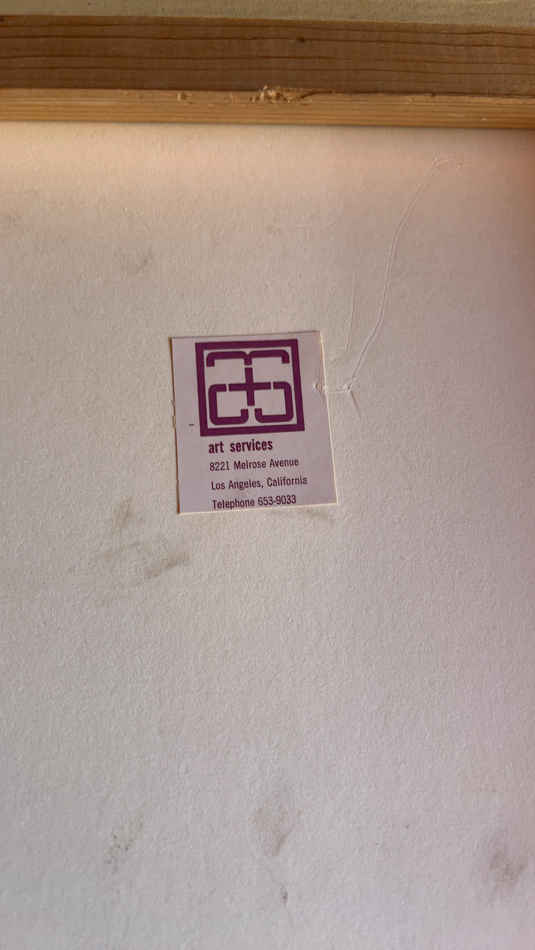 art services
8221 Melrose Avenue
Los Angeles, California
Telephone 653-9033